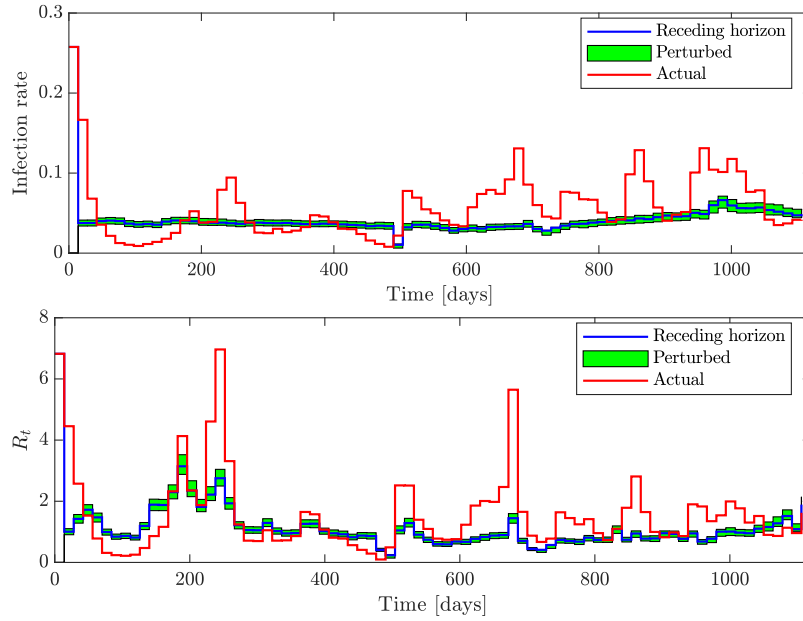 0.3
0.2
0.1
0
Infection rate
Receding horizon
Perturbed
Actual
0 200 400 600 800 1000
Time [days]
8
6
4
2
0
R_t
Receding horizon
Perturbed
Actual
0 200 400 600 800 1000
Time [days]